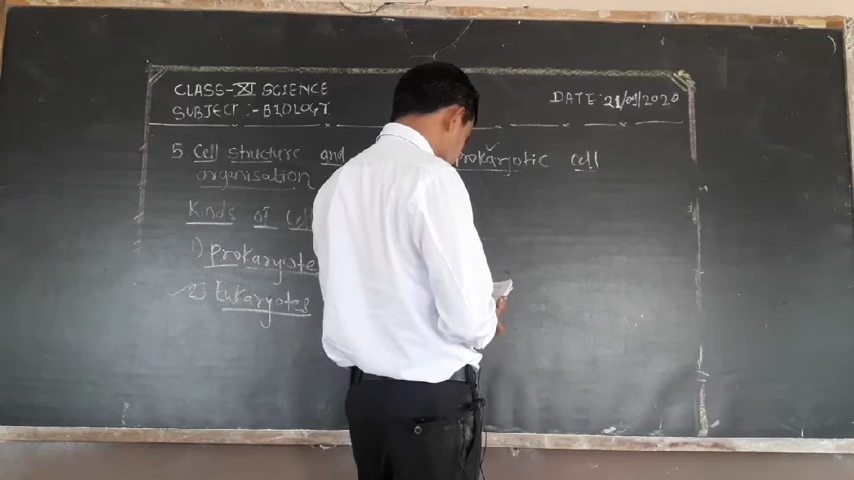 CLASS-XI SCIENCE
SUBJECT :- BIOLOGY
DATE: 21/09/2020
5 Cell Structure and
organisation
Prokaryotic cell
Kinds of Cell
1) Prokaryotes
2) Eukaryotes